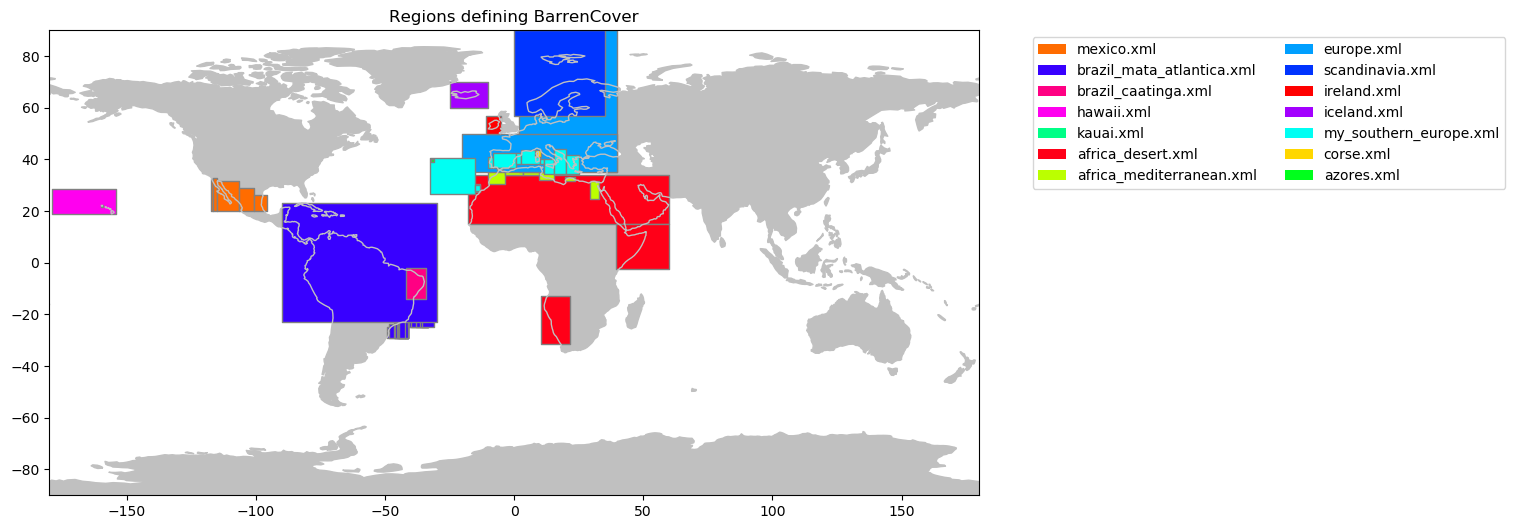 Regions defining BarrenCover
80
60
40
20
0
−20
−40
−60
−80
−150
−100
−50
0
50
100
150
mexico.xml
brazil_mata_atlantica.xml
brazil_caatinga.xml
hawaii.xml
kauai.xml
africa_desert.xml
africa_mediterranean.xml
europe.xml
scandinavia.xml
ireland.xml
iceland.xml
my_southern_europe.xml
corse.xml
azores.xml